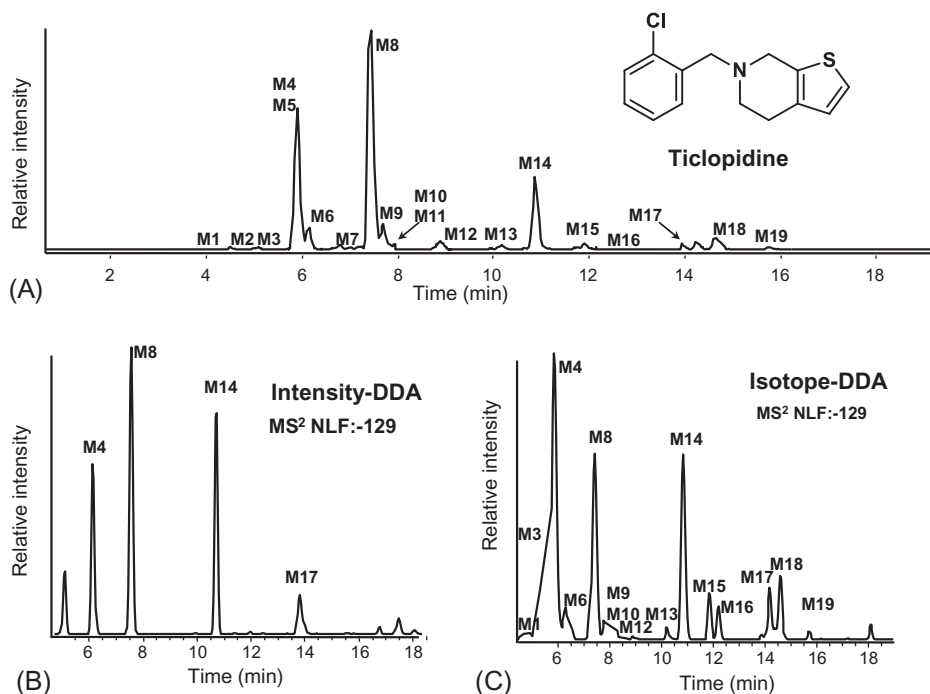 Relative intensity
M1
M2
M3
M4
M5
M6
M7
M8
M9
M10
M11
M12
M13
M14
M15
M16
M17
M18
M19
Cl
N
S
Ticlopidine
2
4
6
8
10
12
14
16
18
Time (min)
(A)
Relative intensity
M4
M8
M14
M17
Intensity-DDA
MS² NLF:-129
6
8
10
12
14
16
18
Time (min)
(B)
Relative intensity
M1
M3
M4
M6
M8
M9
M10
M12
M13
M14
M15
M16
M17
M18
M19
Isotope-DDA
MS² NLF:-129
6
8
10
12
14
16
18
Time (min)
(C)